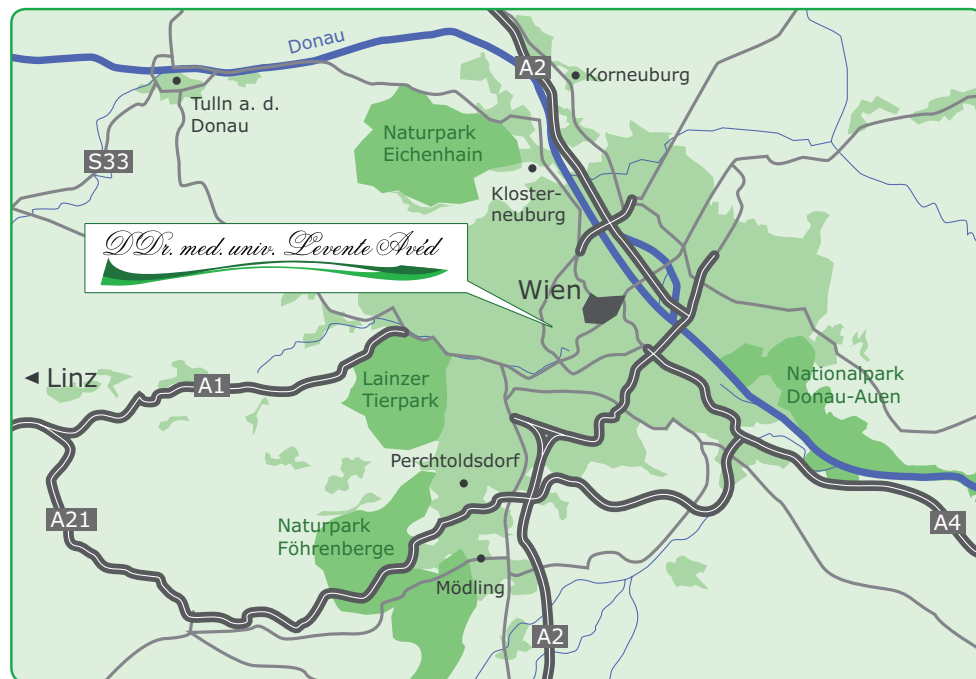 Donau
A2
Korneuburg
Tulln a. d.
Donau
Naturpark
Eichenhain
S33
Kloster-
neuburg
DDr. med. univ. Levente Avéd
Wien
◄ Linz
A1
Lainzer
Tierpark
Nationalpark
Donau-Auen
Perchtoldsdorf
A21
Naturpark
Föhrenberge
A4
Mödling
A2